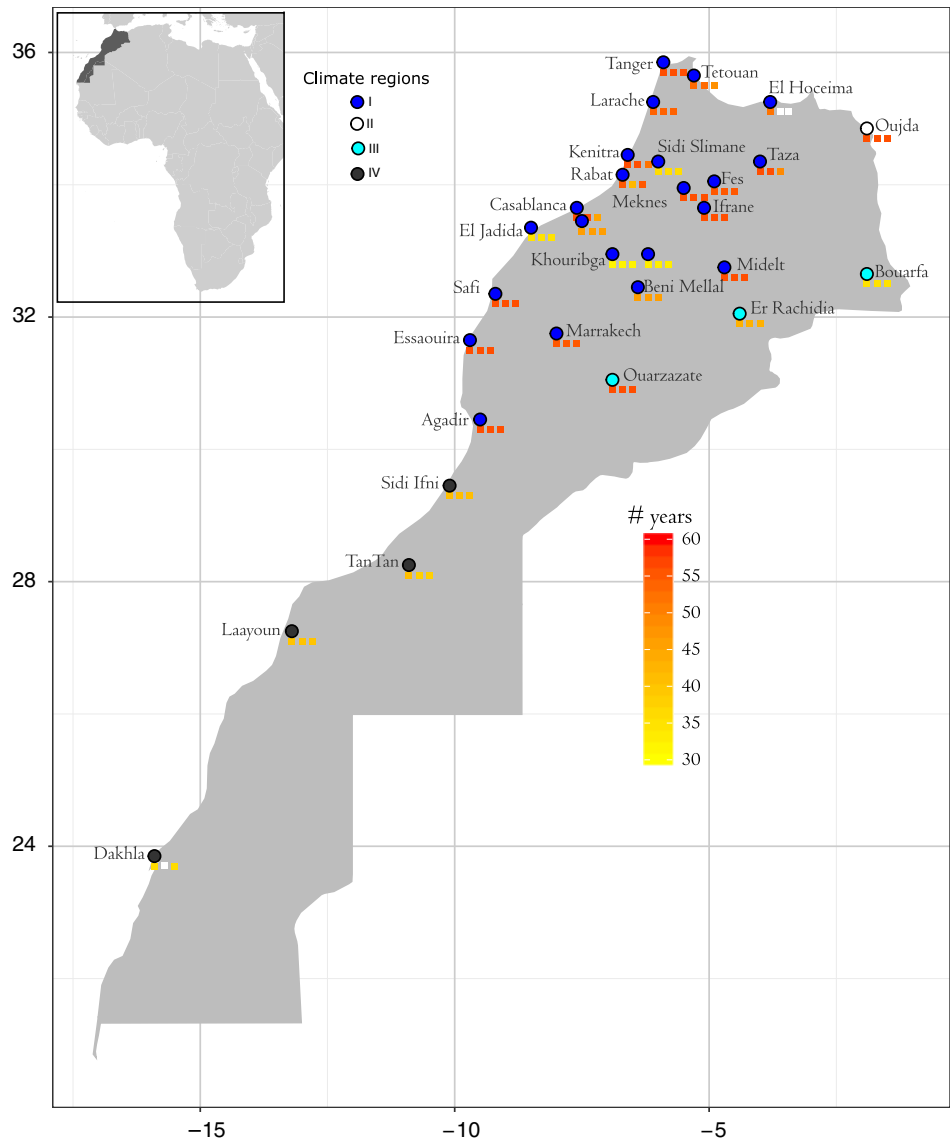 36
Climate regions
I
II
III
IV
Tanger
Tetouan
El Hoceima
Larache
Oujda
Kenitra
Sidi Slimane
Taza
Rabat
Fes
Meknes
Ifrane
Casablanca
El Jadida
Khouribga
Midelt
Bouarfa
Safi
Beni Mellal
Er Rachidia
32
Essaouira
Marrakech
Ouarzazate
Agadir
Sidi Ifni
# years
60
TanTan
55
28
50
Laayoun
45
40
35
30
24
Dakhla
−15
−10
−5